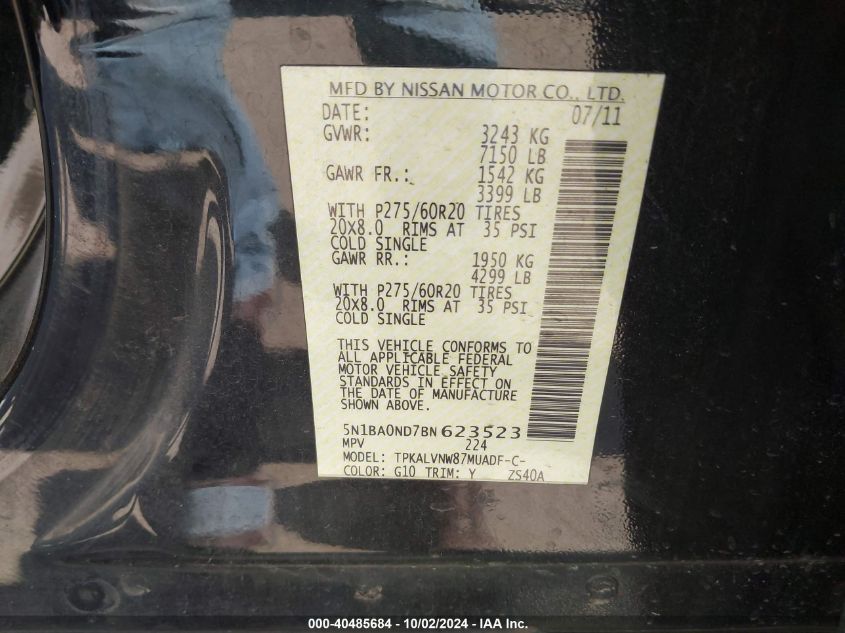 MFD BY NISSAN MOTOR CO., LTD.
DATE: 07/11
GVWR: 3243 KG
7150 LB
GAWR FR.: 1542 KG
3399 LB
WITH P275/60R20 TIRES
20X8.0 RIMS AT 35 PSI
COLD SINGLE
GAWR RR.: 1950 KG
4299 LB
WITH P275/60R20 TIRES
20X8.0 RIMS AT 35 PSI
COLD SINGLE
THIS VEHICLE CONFORMS TO
ALL APPLICABLE FEDERAL
MOTOR VEHICLE SAFETY
STANDARDS IN EFFECT ON
THE DATE OF MANUFACTURE
SHOWN ABOVE.
5N1BA0ND7BN623523
MPV 224
MODEL: TPKALVNW87MUADF-C-
COLOR: G10 TRIM: Y ZS40A
000-40485684 - 10/02/2024 - IAA Inc.